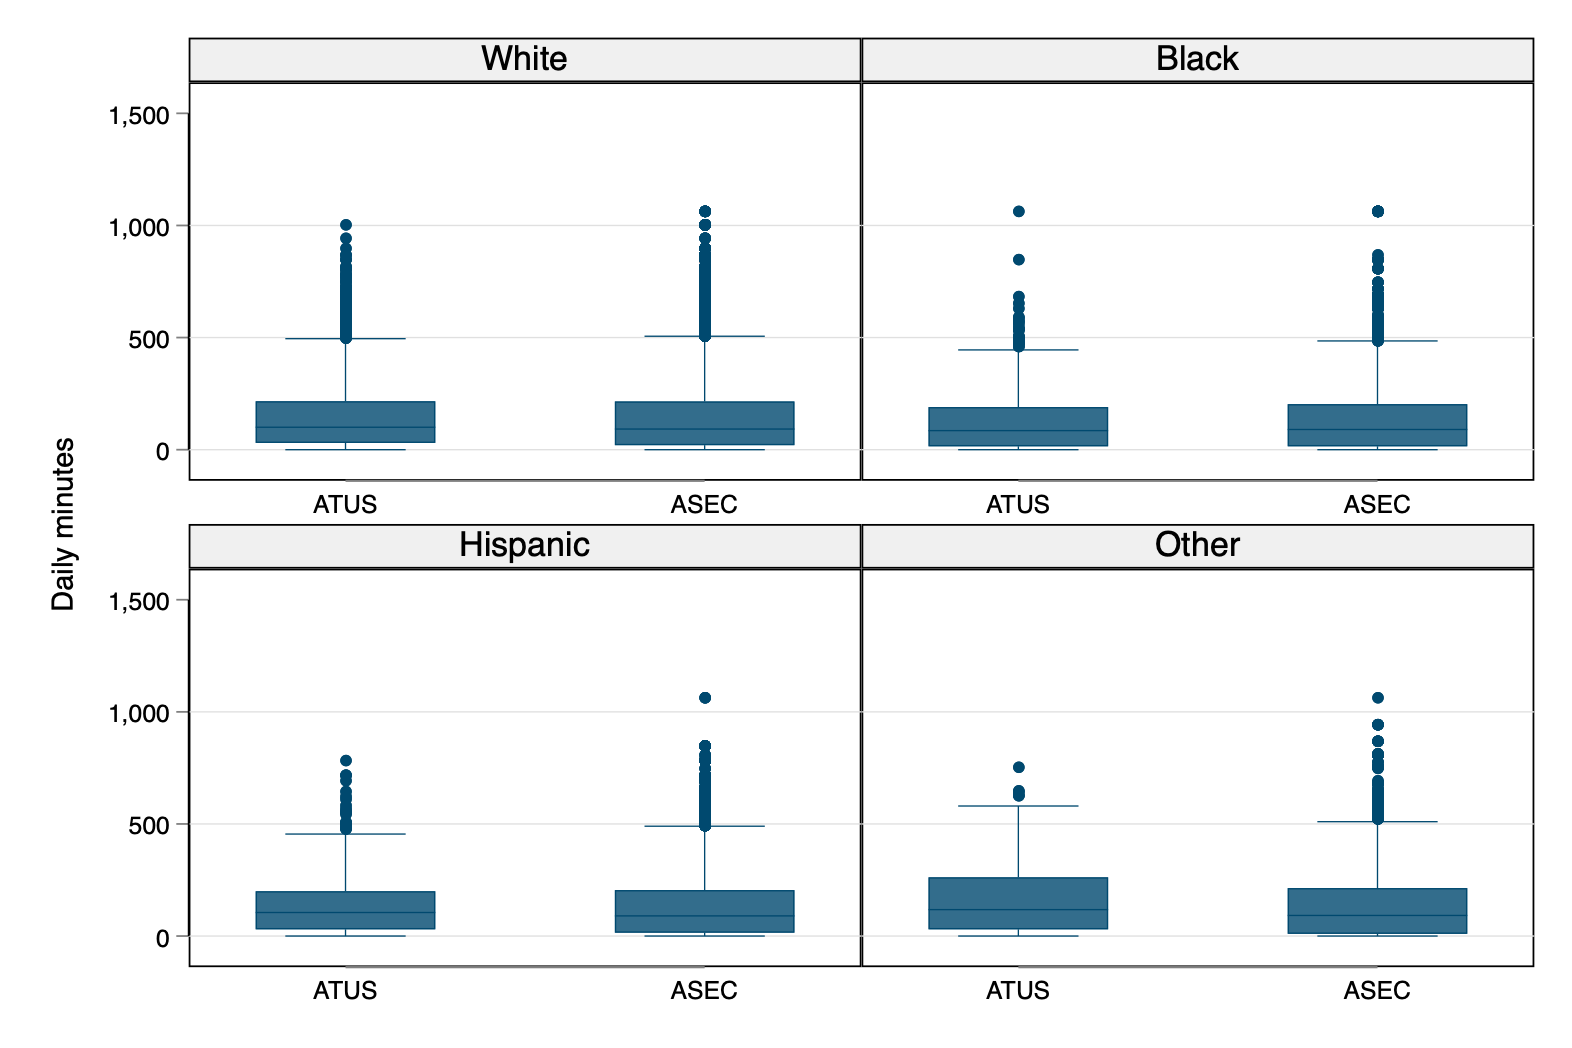 White
Black
1,500
1,000
500
0
ATUS
ASEC
ATUS
ASEC
Daily minutes
Hispanic
Other
1,500
1,000
500
0
ATUS
ASEC
ATUS
ASEC